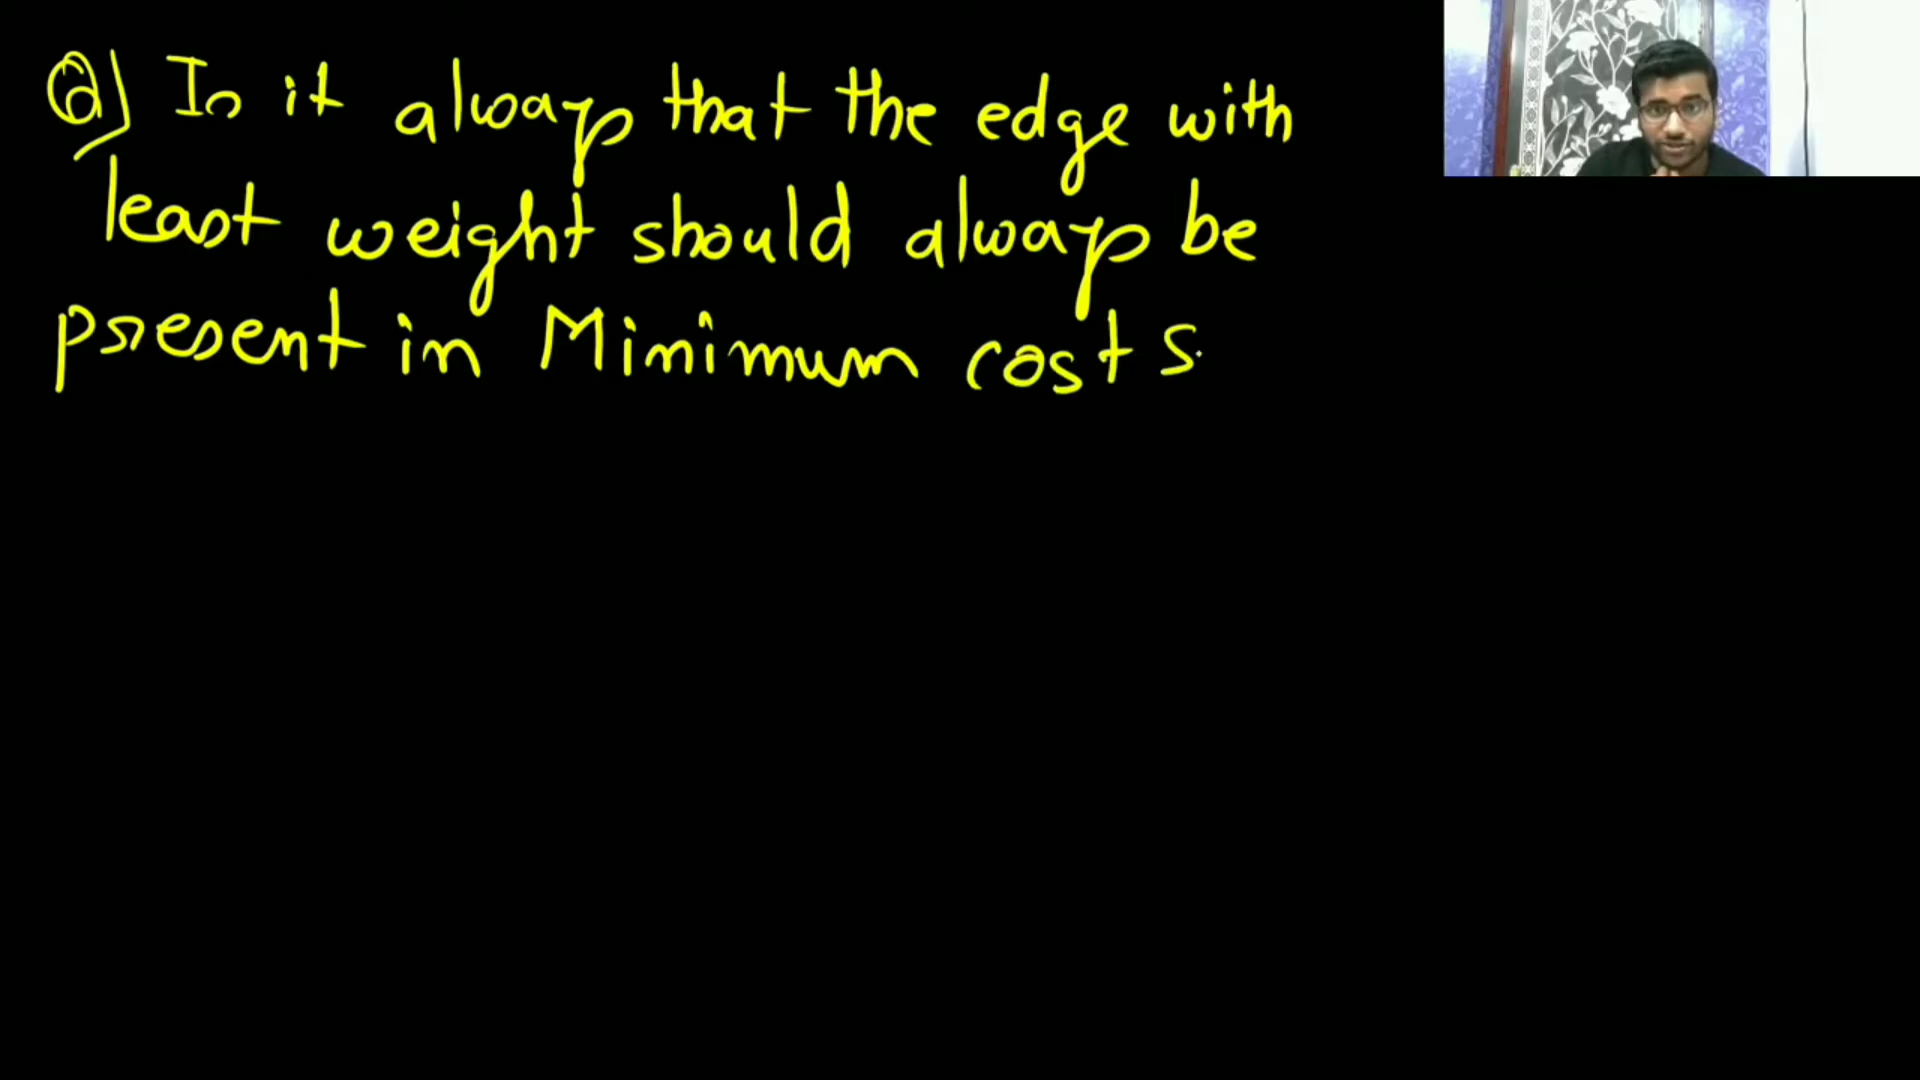 Q) Is it always that the edge with
least weight should always be
present in Minimum cost s